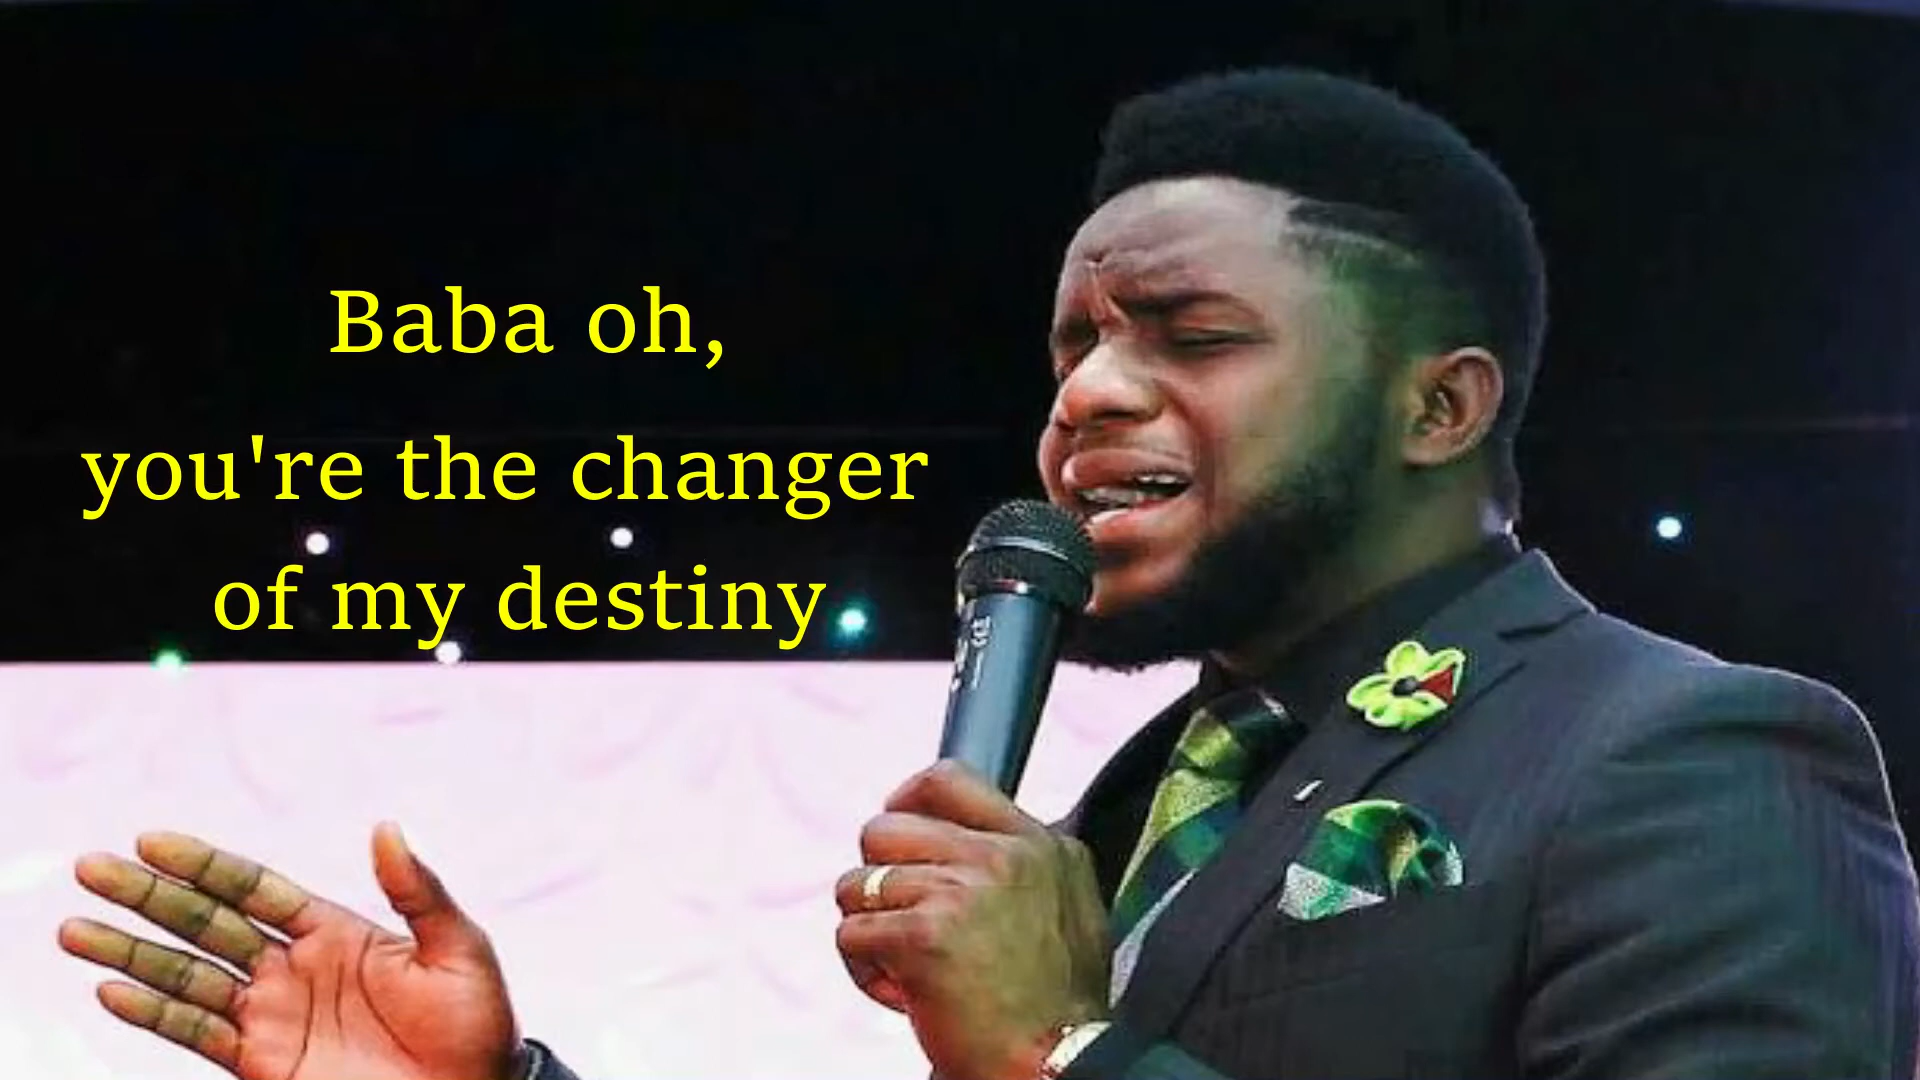 Baba oh,
you're the changer
of my destiny